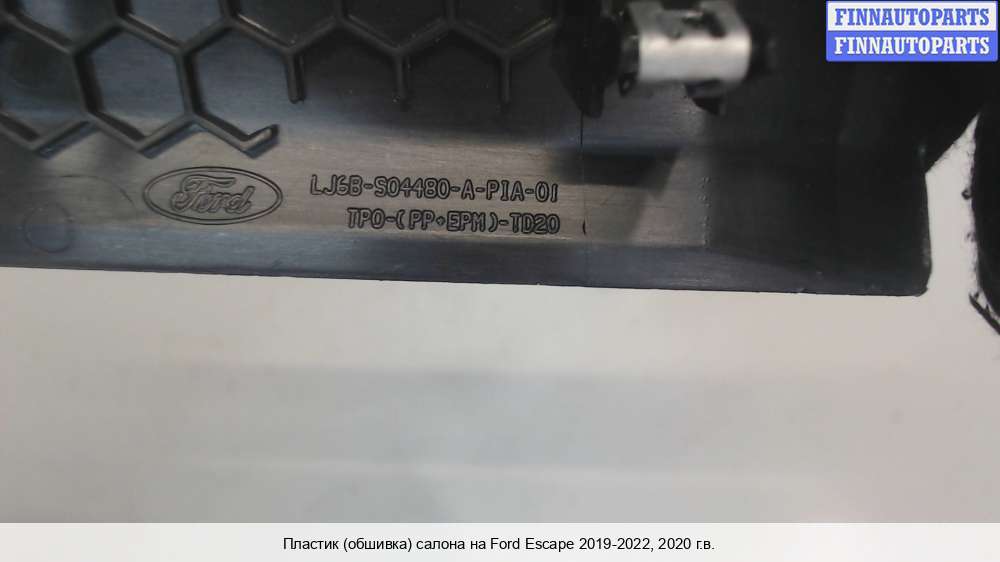 FINNAUTOPARTS
FINNAUTOPARTS
Ford
LJ6B-S04480-A-PIA-01
TPO-(PP+EPM)-TD20
Пластик (обшивка) салона на Ford Escape 2019-2022, 2020 г.в.